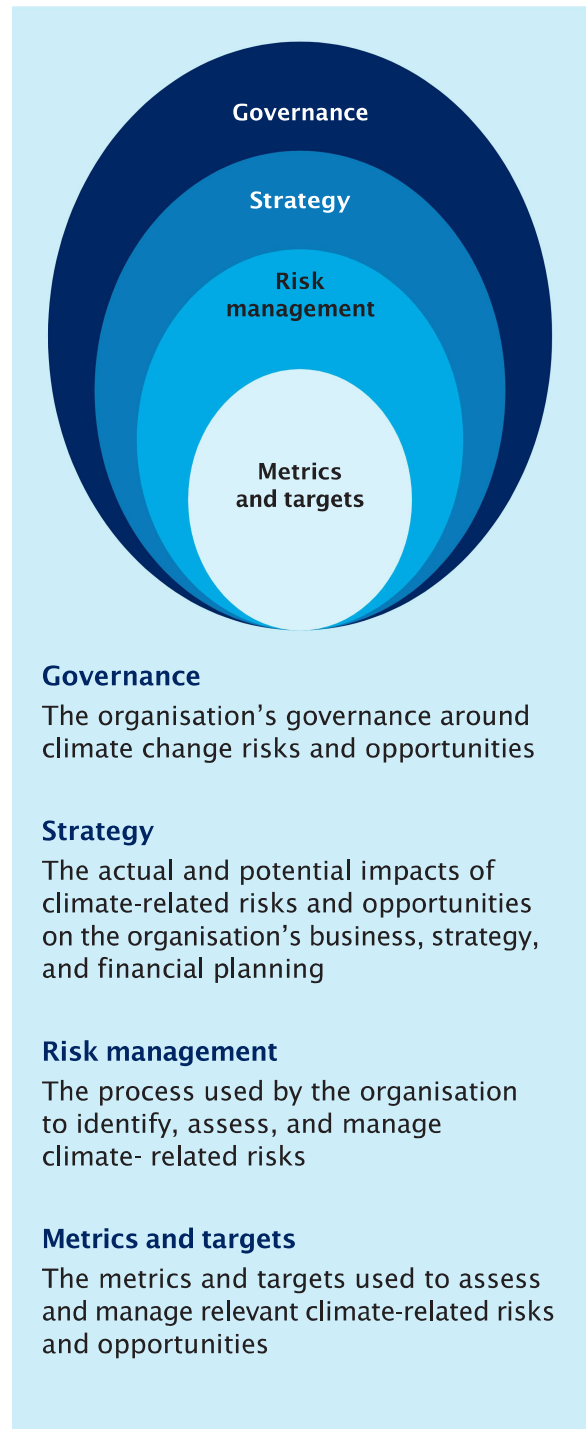 Governance
Strategy
Risk
management
Metrics
and targets
Governance
The organisation’s governance around
climate change risks and opportunities
Strategy
The actual and potential impacts of
climate-related risks and opportunities
on the organisation’s business, strategy,
and financial planning
Risk management
The process used by the organisation
to identify, assess, and manage
climate- related risks
Metrics and targets
The metrics and targets used to assess
and manage relevant climate-related risks
and opportunities